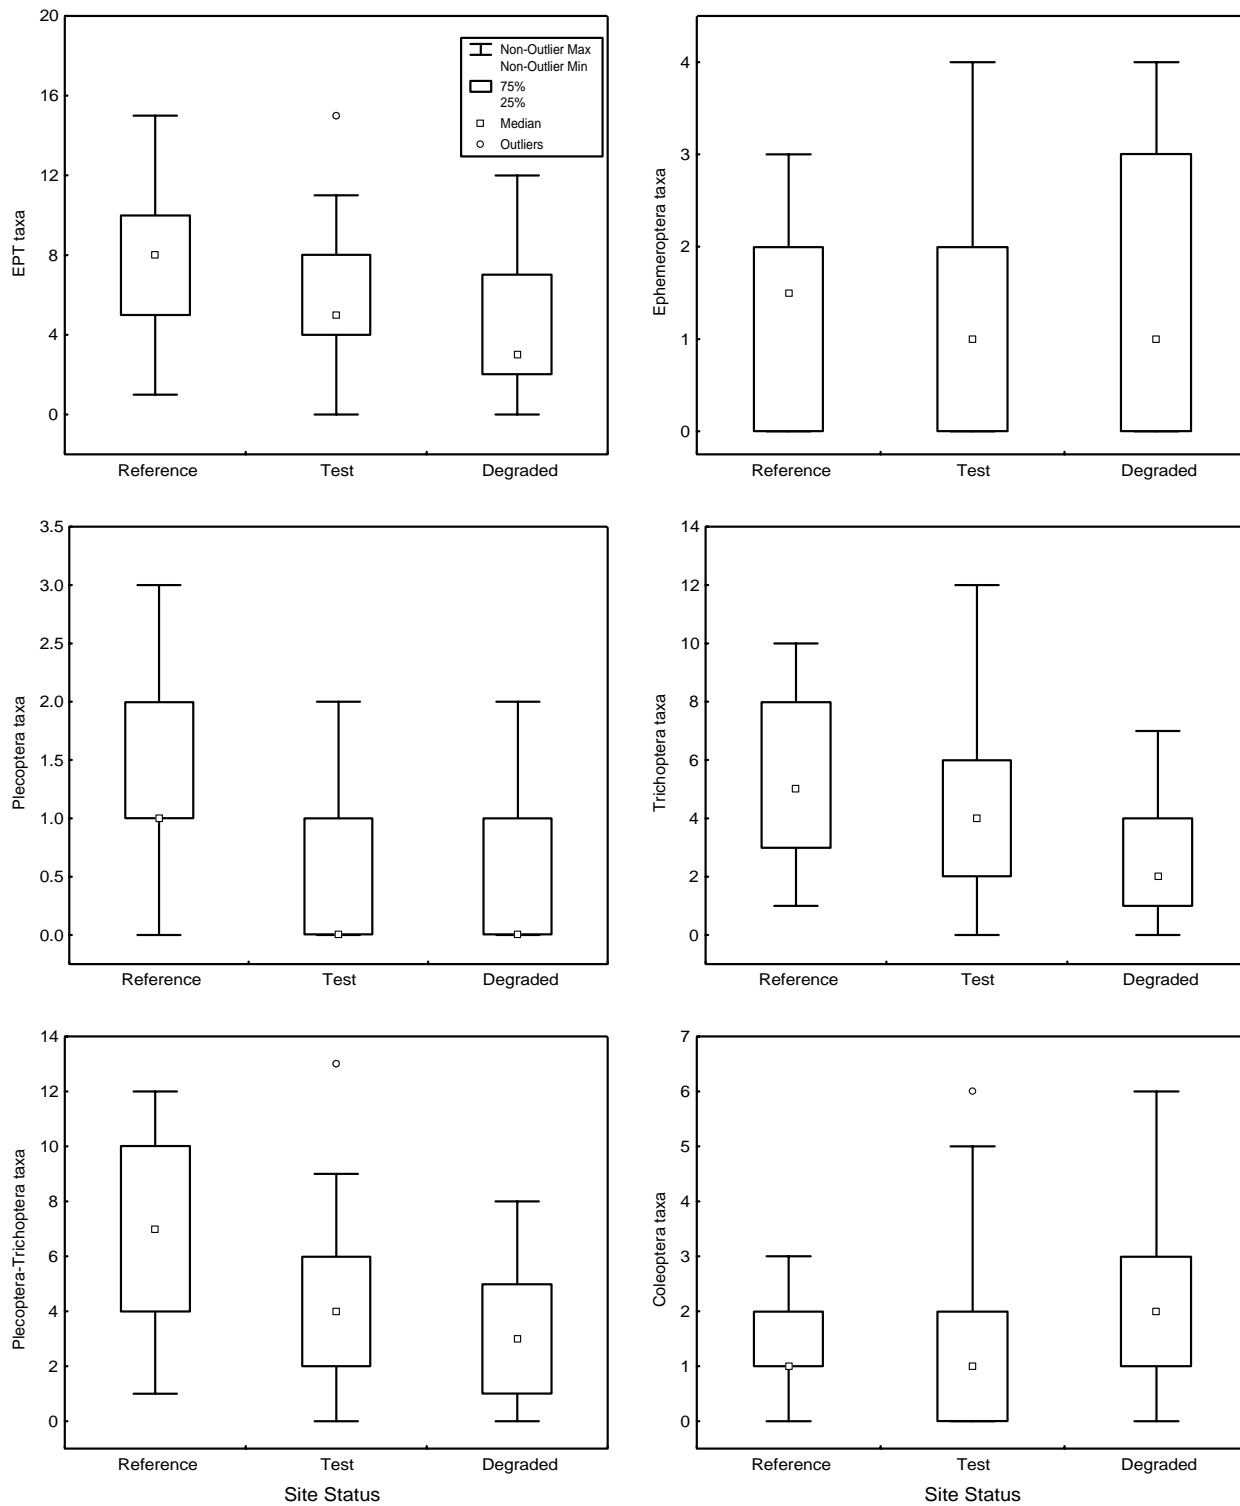 20
16
12
8
4
0
EPT taxa
Non-Outlier Max
Non-Outlier Min
75%
25%
Median
Outliers
Reference Test Degraded
4
3
2
1
0
Ephemeroptera taxa
Reference Test Degraded
3.5
3.0
2.5
2.0
1.5
1.0
0.5
0.0
Plecoptera taxa
Reference Test Degraded
14
12
10
8
6
4
2
0
Trichoptera taxa
Reference Test Degraded
14
12
10
8
6
4
2
0
Plecoptera-Trichoptera taxa
Reference Test Degraded
Site Status
7
6
5
4
3
2
1
0
Coleoptera taxa
Reference Test Degraded
Site Status